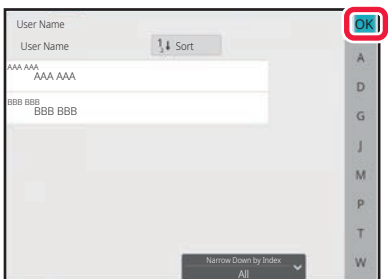 User Name
OK
User Name
Sort
AAA AAA
AAA AAA
BBB BBB
BBB BBB
A
D
G
J
M
P
T
W
Narrow Down by Index
All